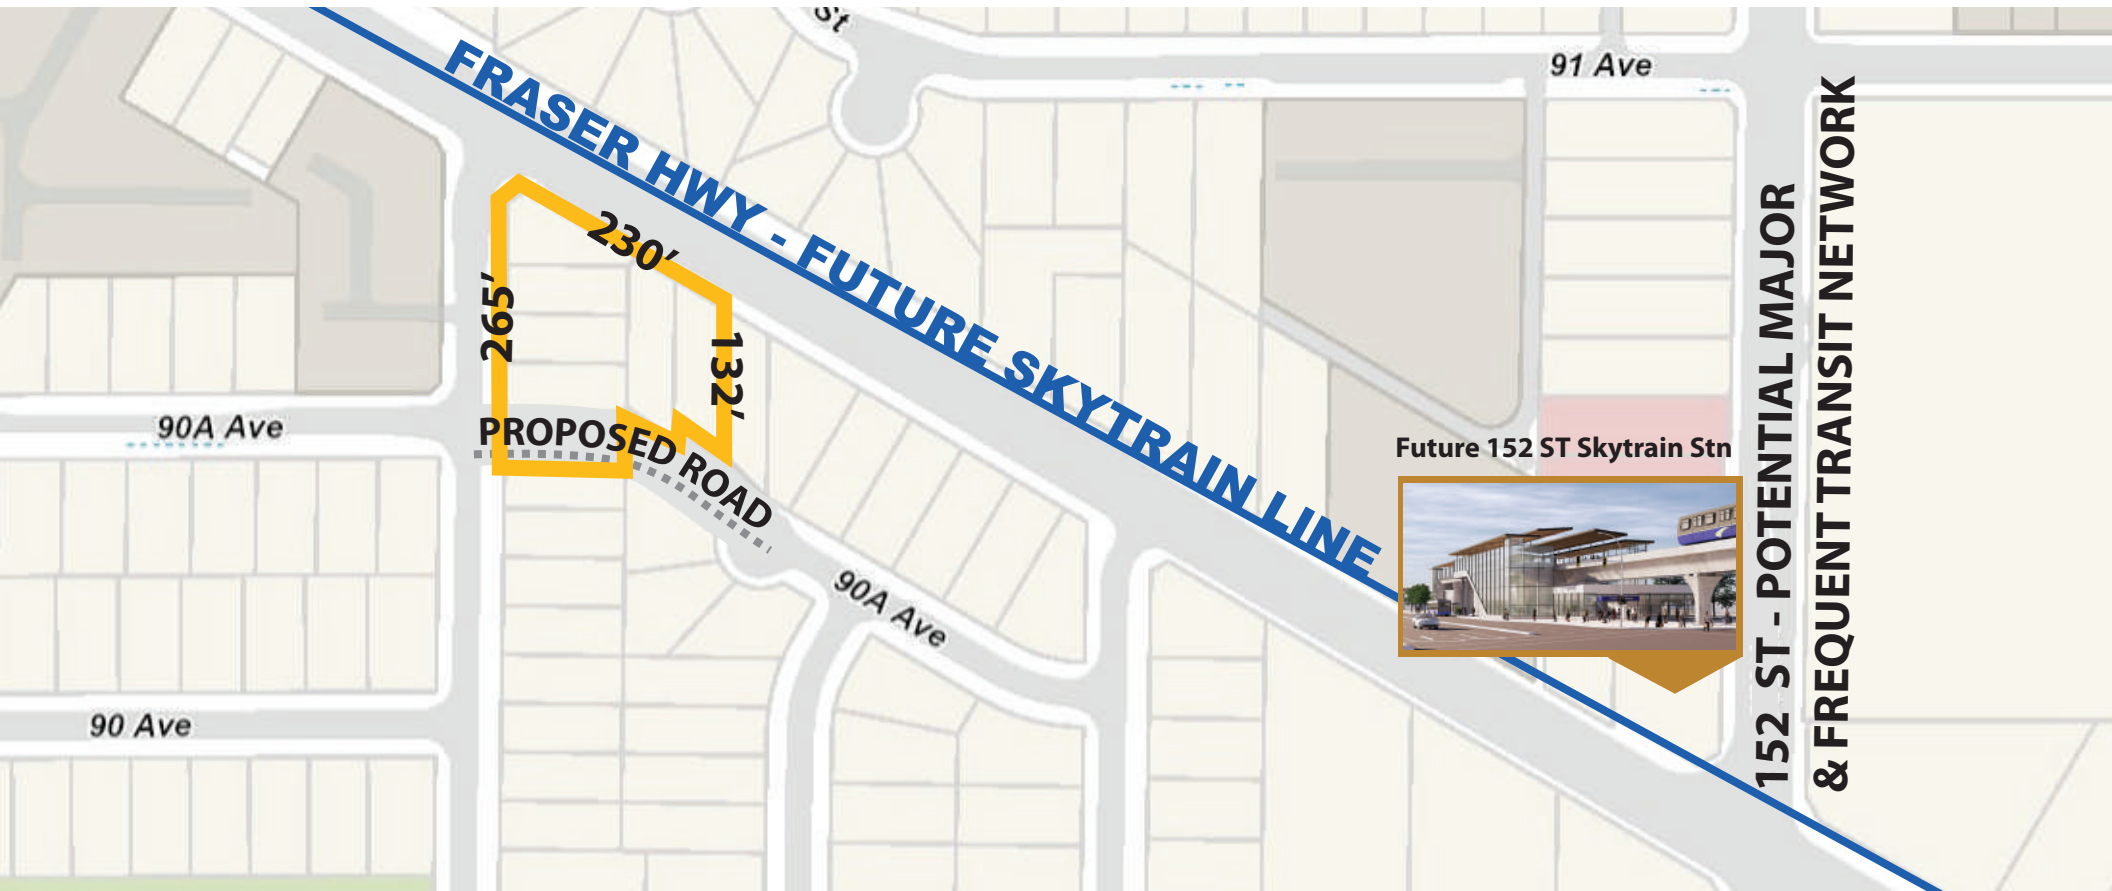 St
91 Ave
FRASER HWY - FUTURE SKYTRAIN LINE
230’
265’
132’
90A Ave
PROPOSED ROAD
Future 152 ST Skytrain Stn
152 ST - POTENTIAL MAJOR
& FREQUENT TRANSIT NETWORK
90A Ave
90 Ave